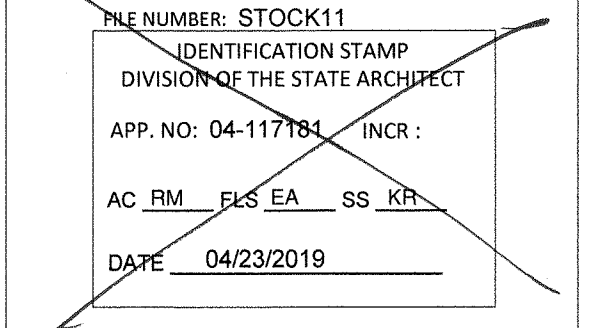 FILE NUMBER: STOCK11
IDENTIFICATION STAMP
DIVISION OF THE STATE ARCHITECT
APP. NO: 04-117181 INCR :
AC RM FLS EA SS KR
DATE 04/23/2019